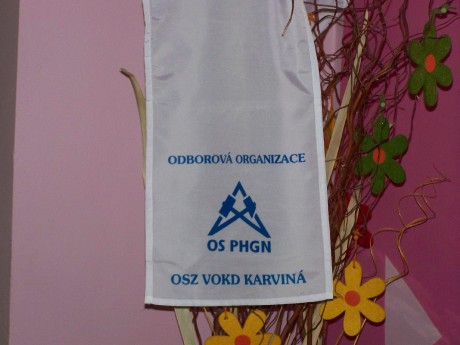 ODBOROVÁ ORGANIZACE
OS PHGN
OSZ VOKD KARVINÁ